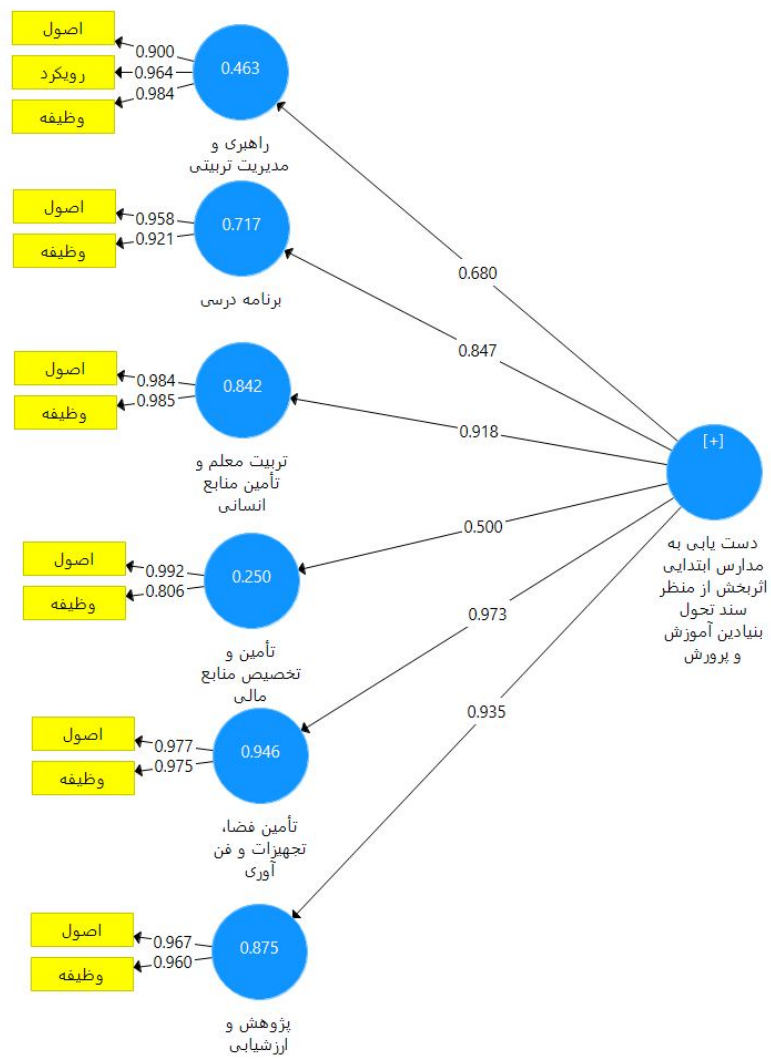 اصول
0.900
رویکرد
0.964
وظیفه
0.984
0.463
راهبری و
مدیریت تربیتی
0.680
اصول
0.958
وظیفه
0.921
0.717
برنامه درسی
0.847
اصول
0.984
وظیفه
0.985
0.842
تربیت معلم و
تأمین منابع
انسانی
0.918
[+]
دست یابی به
مدارس ابتدایی
اثربخش از منظر
سند تحول
بنیادین آموزش
و پرورش
اصول
0.992
وظیفه
0.806
0.250
تأمین و
تخصیص منابع
مالی
0.500
اصول
0.977
وظیفه
0.975
0.946
تأمین فضا،
تجهیزات و فن
آوری
0.973
اصول
0.967
وظیفه
0.960
0.875
پژوهش و
ارزشیابی
0.935